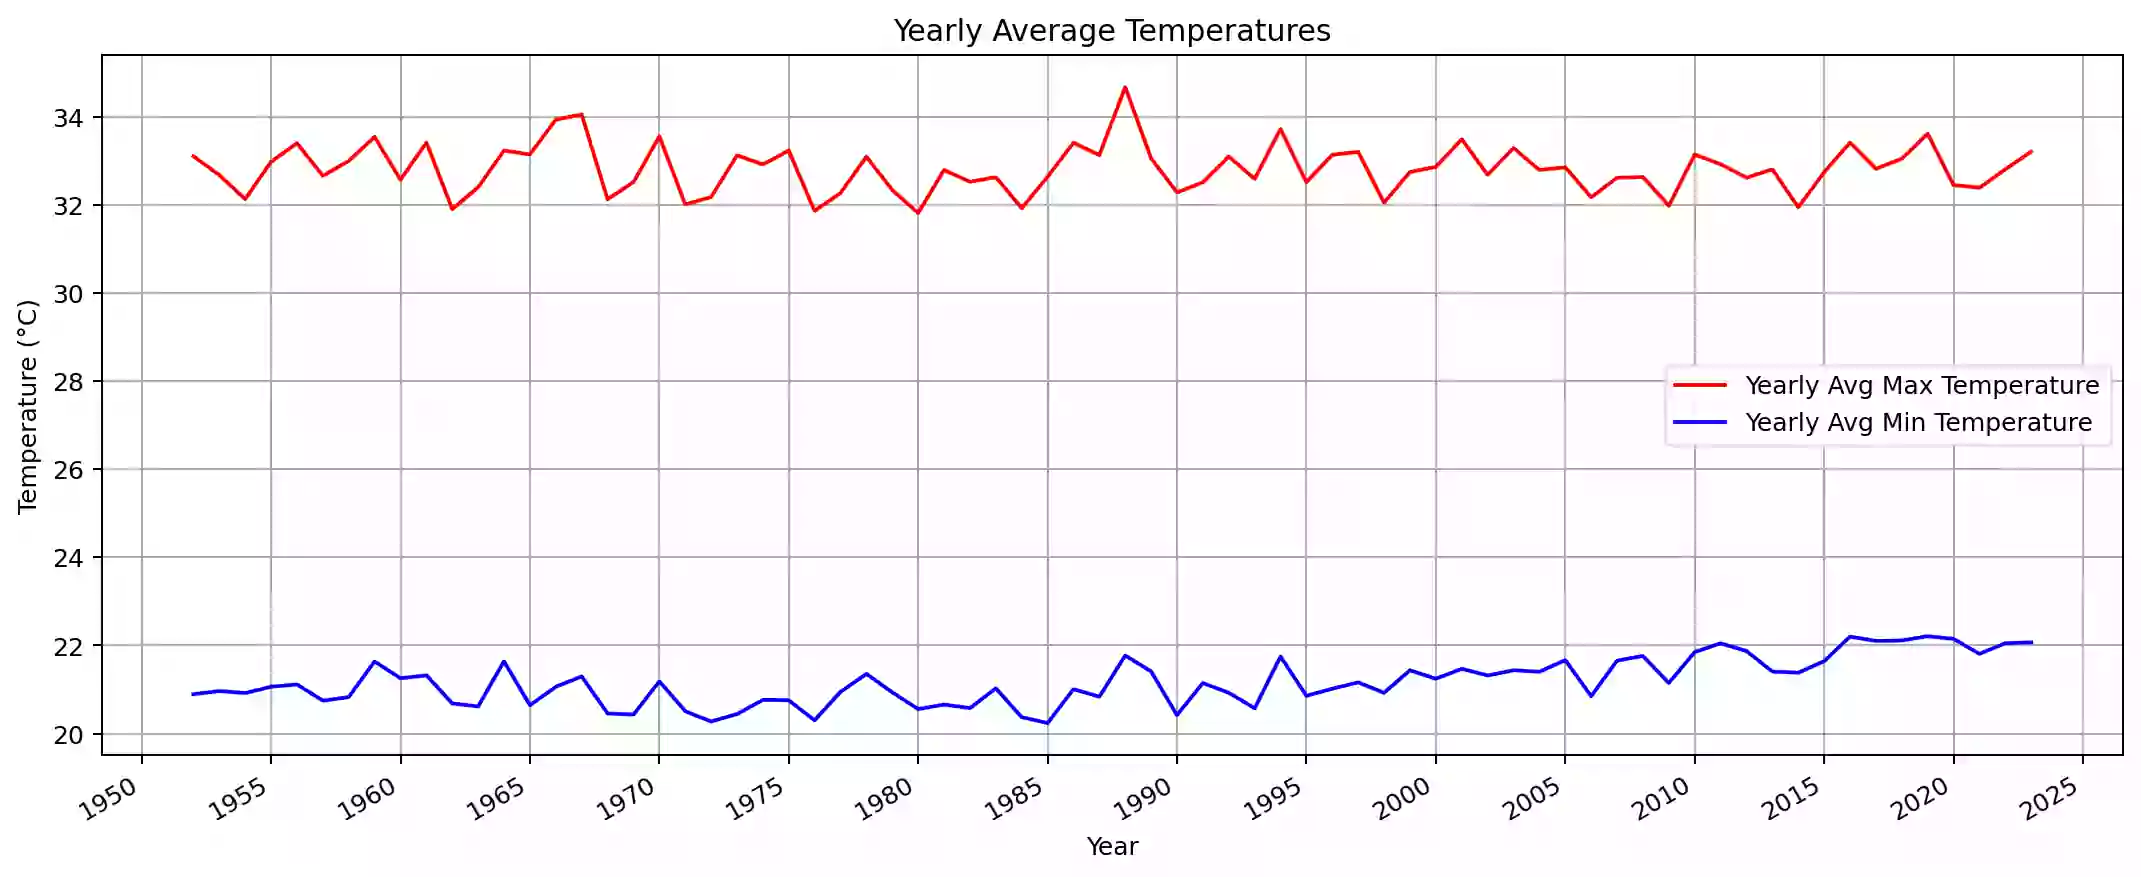 Yearly Average Temperatures
Temperature (°C)
34
32
30
28
26
24
22
20
Yearly Avg Max Temperature
Yearly Avg Min Temperature
1950 1955 1960 1965 1970 1975 1980 1985 1990 1995 2000 2005 2010 2015 2020 2025
Year